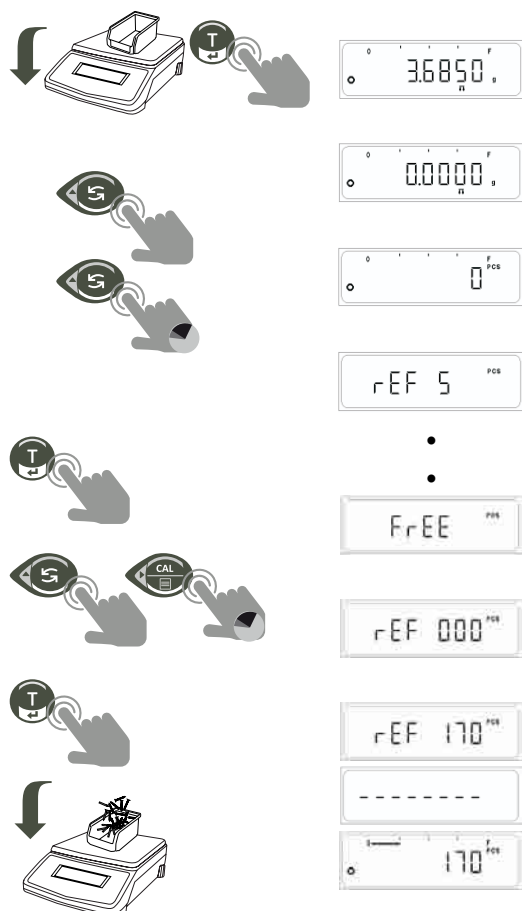 T
0 F
3.6850 g
0 F
0.0000 g
0 F
PCS
0
rEF 5 PCS
T
FrEE PCS
CAL
rEF 000 PCS
T
rEF 170 PCS
--------
0 F
PCS
170